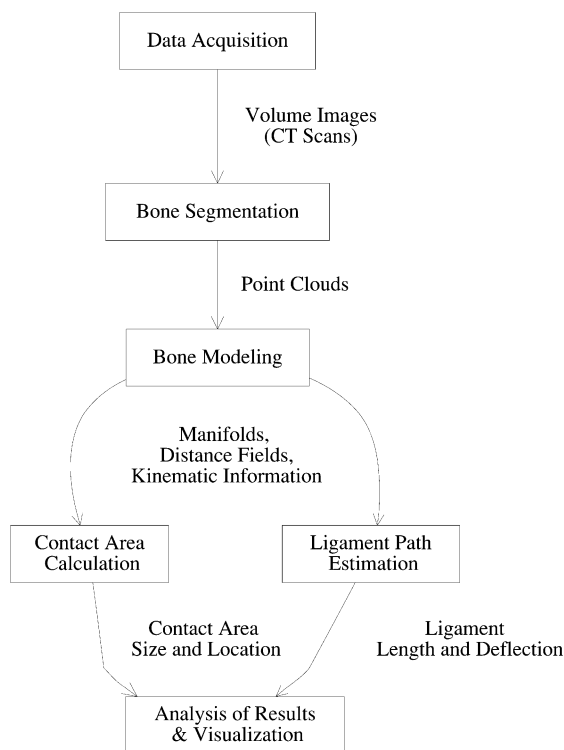 Data Acquisition
Volume Images
(CT Scans)
Bone Segmentation
Point Clouds
Bone Modeling
Manifolds,
Distance Fields,
Kinematic Information
Contact Area
Calculation
Ligament Path
Estimation
Contact Area
Size and Location
Ligament
Length and Deflection
Analysis of Results
& Visualization